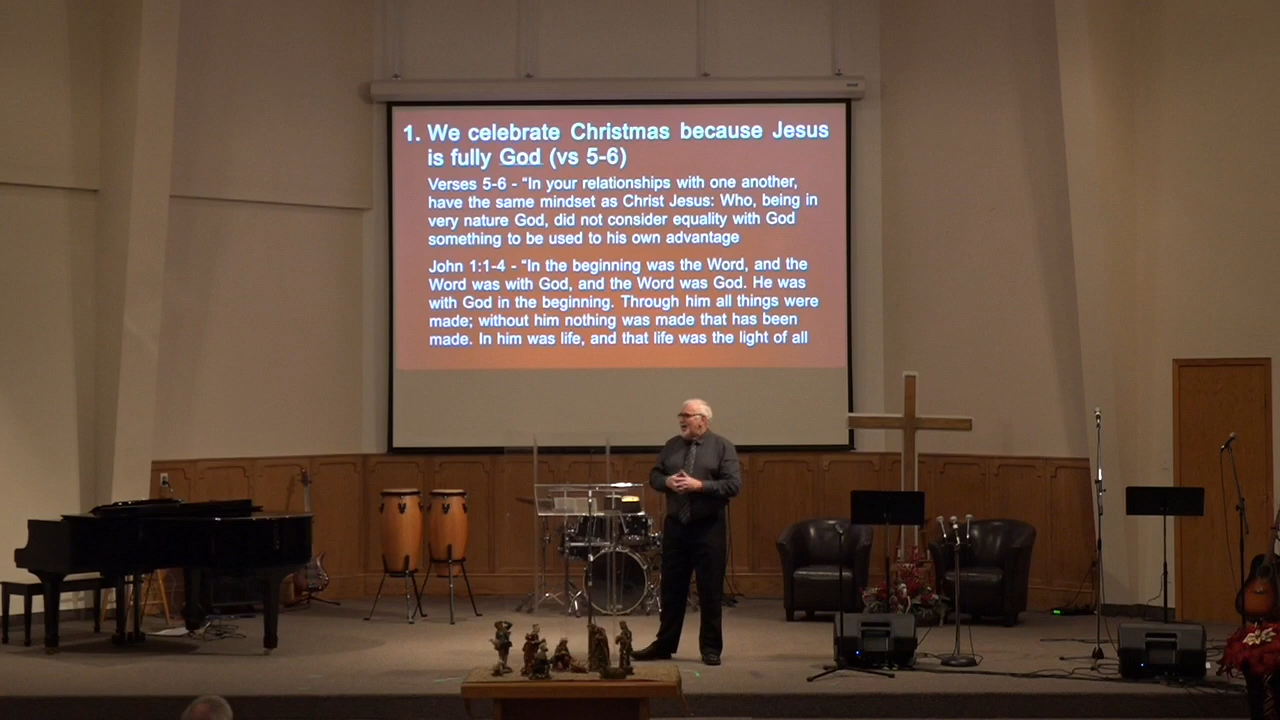 1. We celebrate Christmas because Jesus
is fully God (vs 5-6)
Verses 5-6 - “In your relationships with one another,
have the same mindset as Christ Jesus: Who, being in
very nature God, did not consider equality with God
something to be used to his own advantage
John 1:1-4 - “In the beginning was the Word, and the
Word was with God, and the Word was God. He was
with God in the beginning. Through him all things were
made; without him nothing was made that has been
made. In him was life, and that life was the light of all